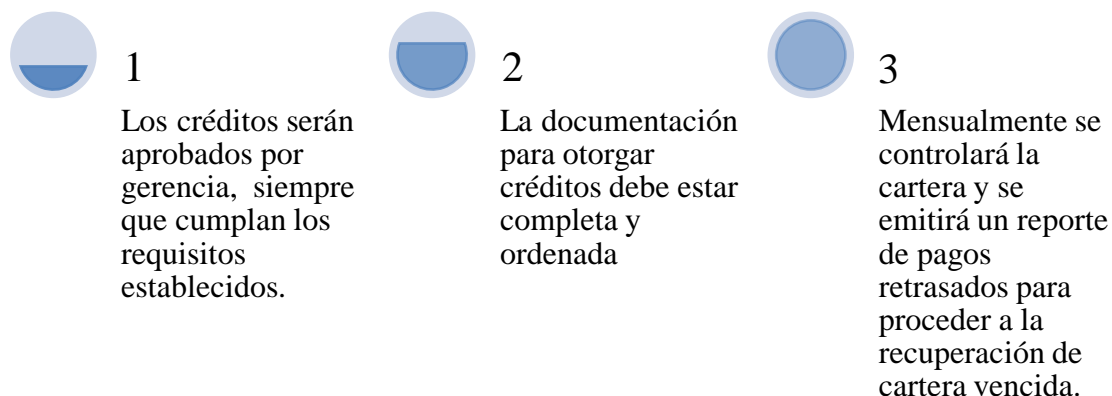 1
Los créditos serán
aprobados por
gerencia, siempre
que cumplan los
requisitos
establecidos.
2
La documentación
para otorgar
créditos debe estar
completa y
ordenada
3
Mensualmente se
controlará la
cartera y se
emitirá un reporte
de pagos
retrasados para
proceder a la
recuperación de
cartera vencida.